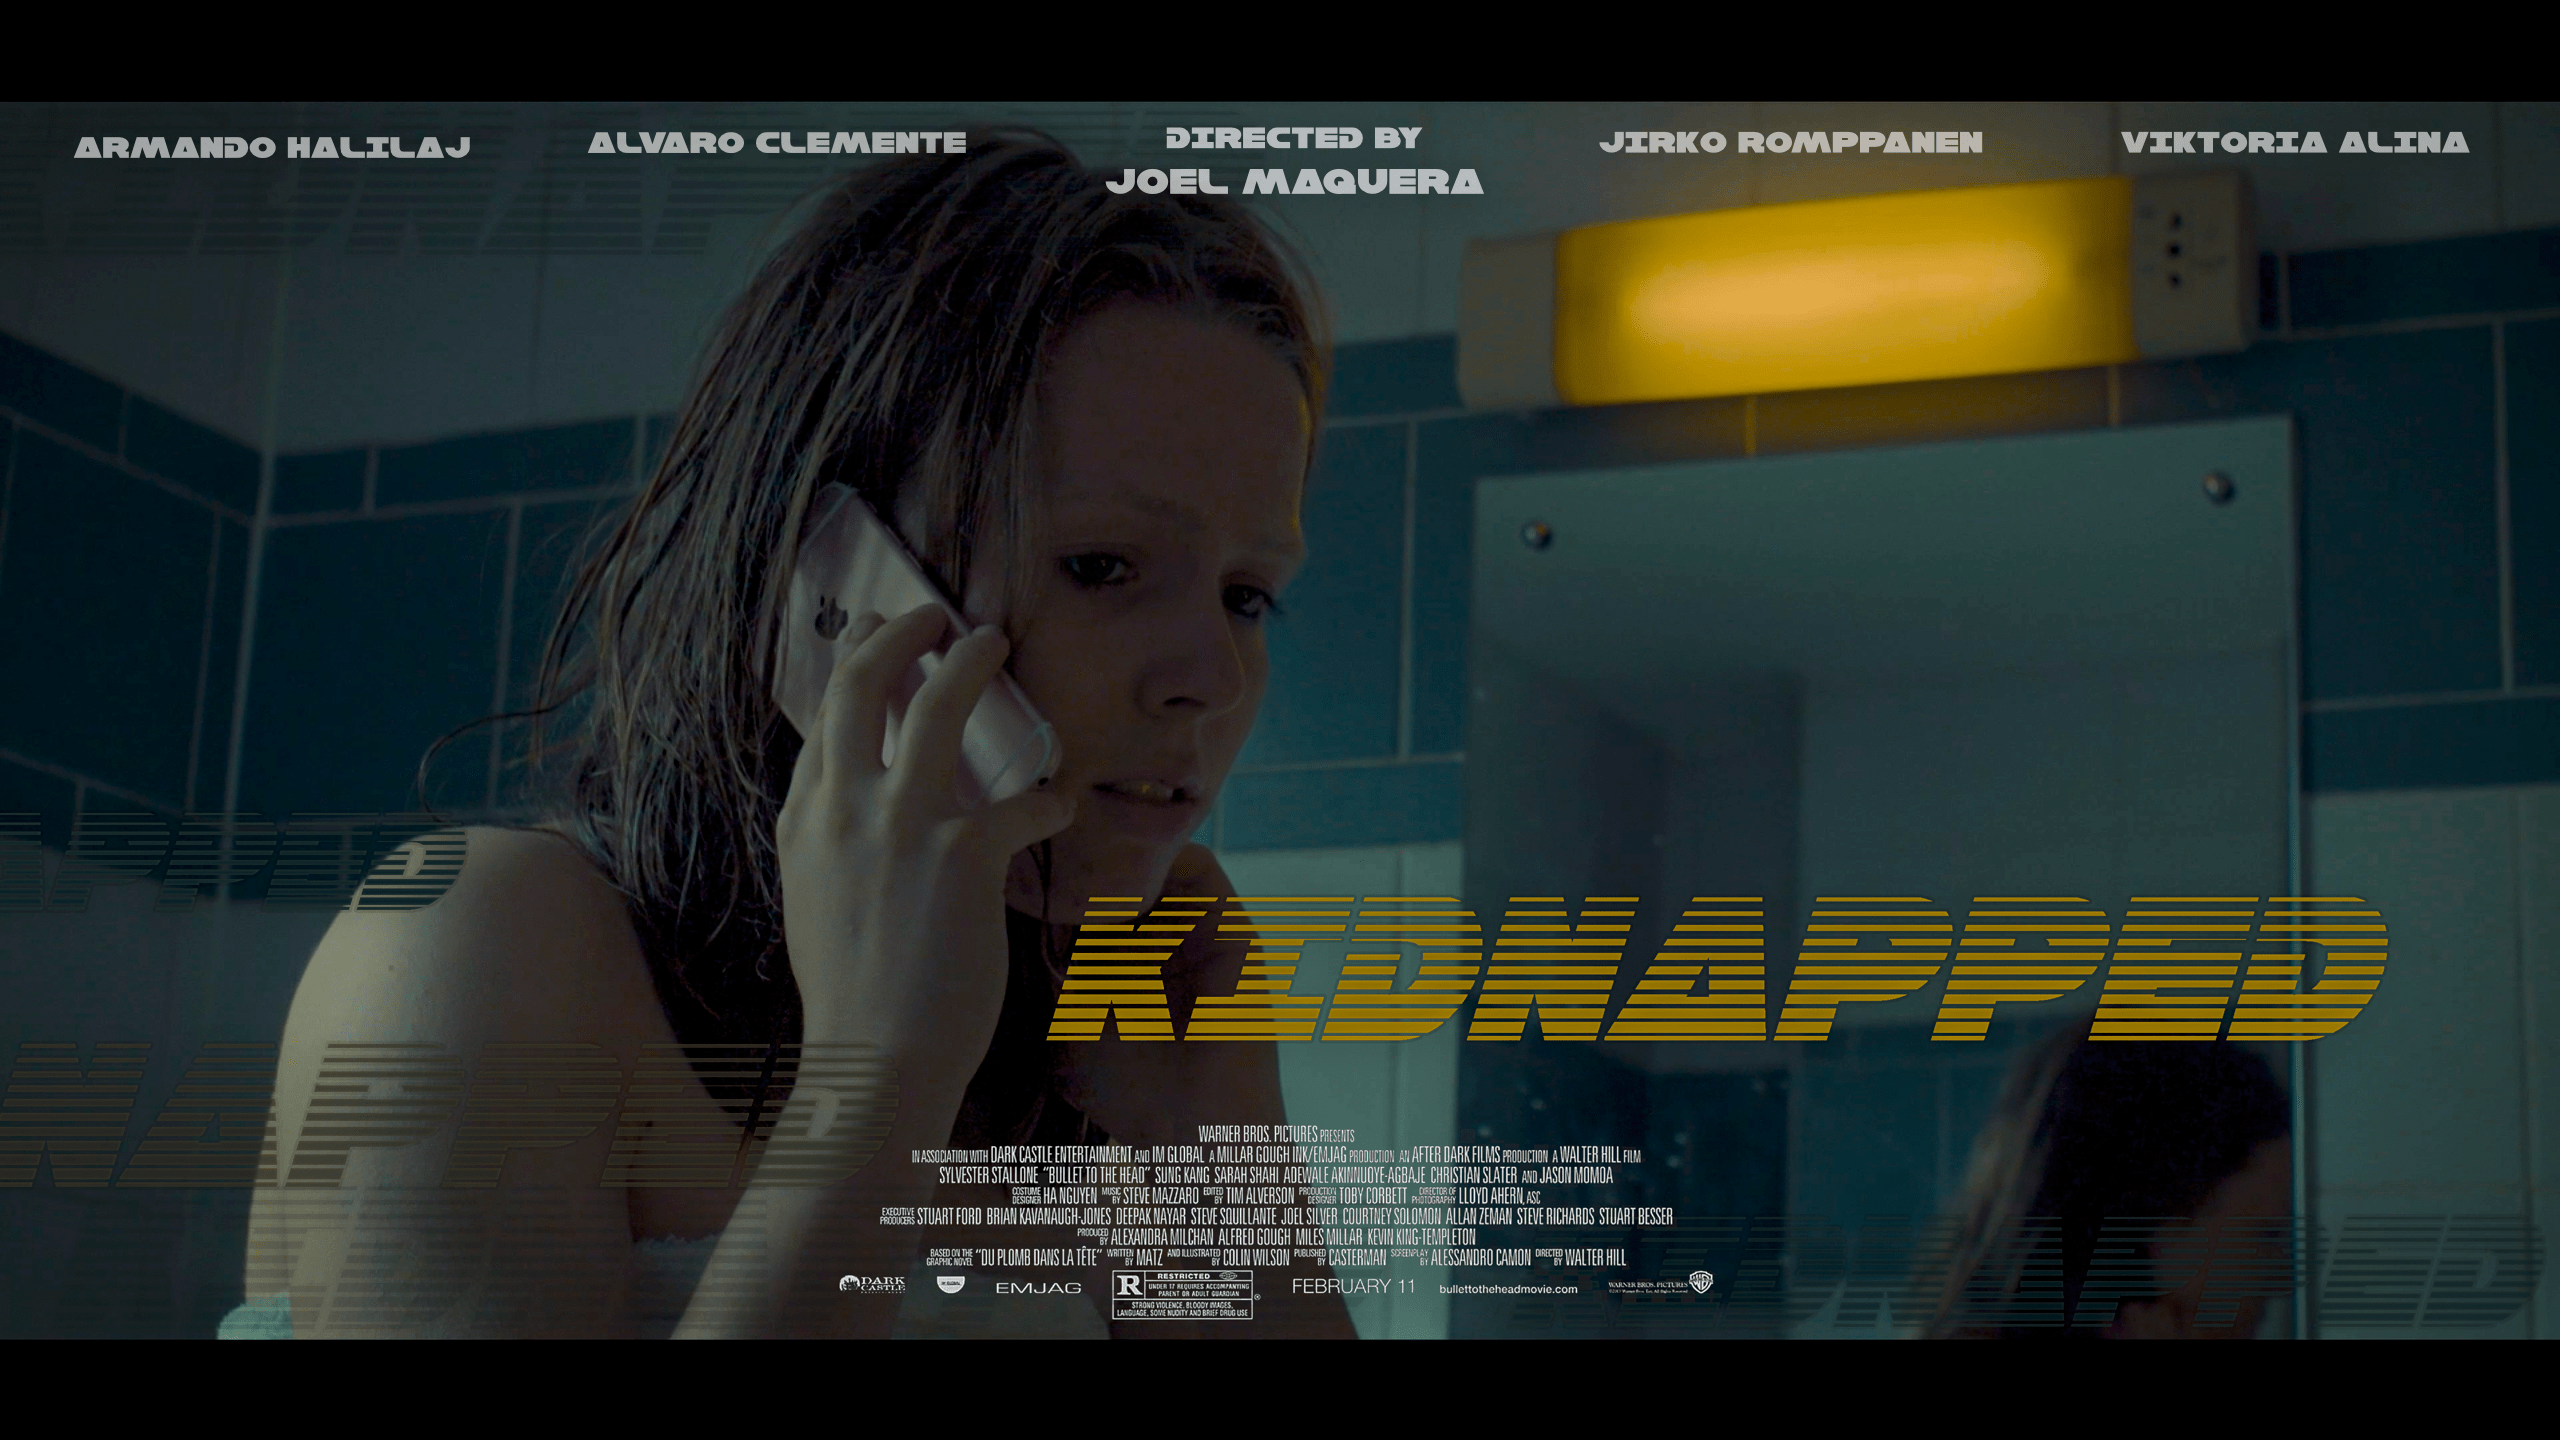 ARMANDO HALILAJ
ALVARO CLEMENTE
DIRECTED BY
JOEL MAQUERA
JIRKO ROMPPANEN
VIKTORIA ALINA
APPED
KIDNAPPED
NAPPED
WARNER BROS. PICTURES PRESENTS
IN ASSOCIATION WITH DARK CASTLE ENTERTAINMENT AND IM GLOBAL A MILLAR GOUGH INK/EMJAG PRODUCTION AN AFTER DARK FILMS PRODUCTION A WALTER HILL FILM
SYLVESTER STALLONE "BULLET TO THE HEAD" SUNG KANG SARAH SHAHI ADEWALE AKINNUOYE-AGBAJE CHRISTIAN SLATER AND JASON MOMOA
COSTUME DESIGNER HA NGUYEN MUSIC BY STEVE MAZZARO EDITED BY TIM ALVERSON PRODUCTION DESIGNER TOBY CORBETT DIRECTOR OF PHOTOGRAPHY LLOYD AHERN, ASC
EXECUTIVE PRODUCERS STUART FORD BRIAN KAVANAUGH-JONES DEEPAK NAYAR STEVE SQUILLANTE JOEL SILVER COURTNEY SOLOMON ALLAN ZEMAN STEVE RICHARDS STUART BESSER
PRODUCED BY ALEXANDRA MILCHAN ALFRED GOUGH MILES MILLAR KEVIN KING-TEMPLETON
BASED ON THE GRAPHIC NOVEL "DU PLOMB DANS LA TÊTE" WRITTEN BY MATZ AND ILLUSTRATED BY COLIN WILSON PUBLISHED BY CASTERMAN SCREENPLAY BY ALESSANDRO CAMON DIRECTED BY WALTER HILL
DARK CASTLE
EMJAG
R RESTRICTED
UNDER 17 REQUIRES ACCOMPANYING
PARENT OR ADULT GUARDIAN
STRONG VIOLENCE, BLOODY IMAGES,
LANGUAGE, SOME NUDITY AND BRIEF DRUG USE
FEBRUARY 11
bullettotheheadmovie.com
WARNER BROS. PICTURES
KIDNAPPED